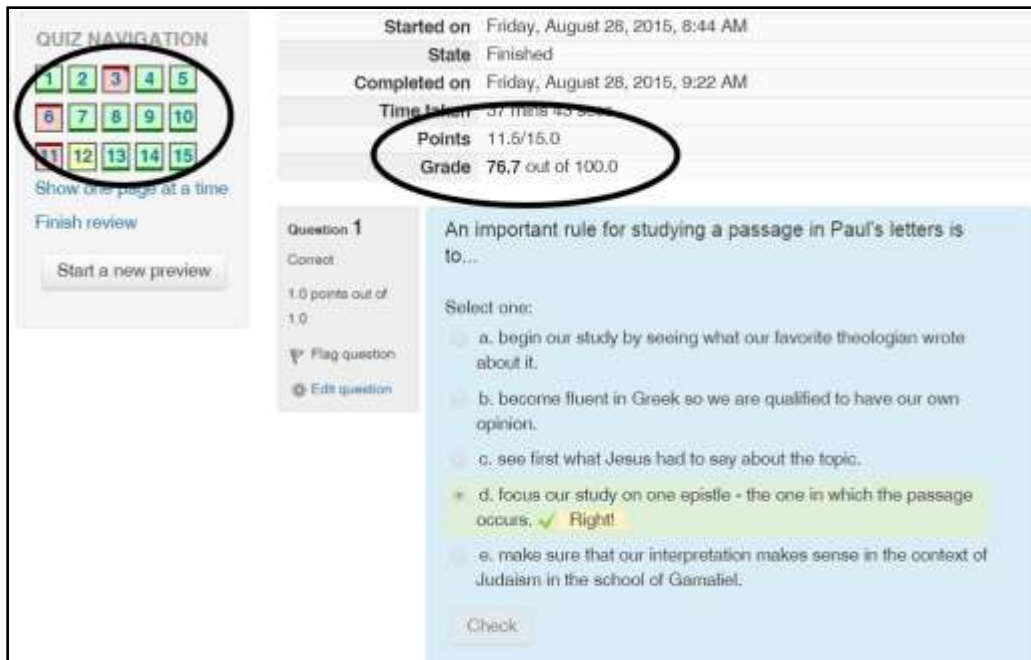 QUIZ NAVIGATION
1 2 3 4 5
6 7 8 9 10
11 12 13 14 15
Show one page at a time
Finish review
Start a new preview
Started on Friday, August 28, 2015, 8:44 AM
State Finished
Completed on Friday, August 28, 2015, 9:22 AM
Time taken 37 mins 43 secs
Points 11.5/15.0
Grade 76.7 out of 100.0
Question 1
Correct
1.0 points out of
1.0
Flag question
Edit question
An important rule for studying a passage in Paul's letters is
to...
Select one:
a. begin our study by seeing what our favorite theologian wrote
about it.
b. become fluent in Greek so we are qualified to have our own
opinion.
c. see first what Jesus had to say about the topic.
d. focus our study on one epistle - the one in which the passage
occurs. Right!
e. make sure that our interpretation makes sense in the context of
Judaism in the school of Gamaliel.
Check